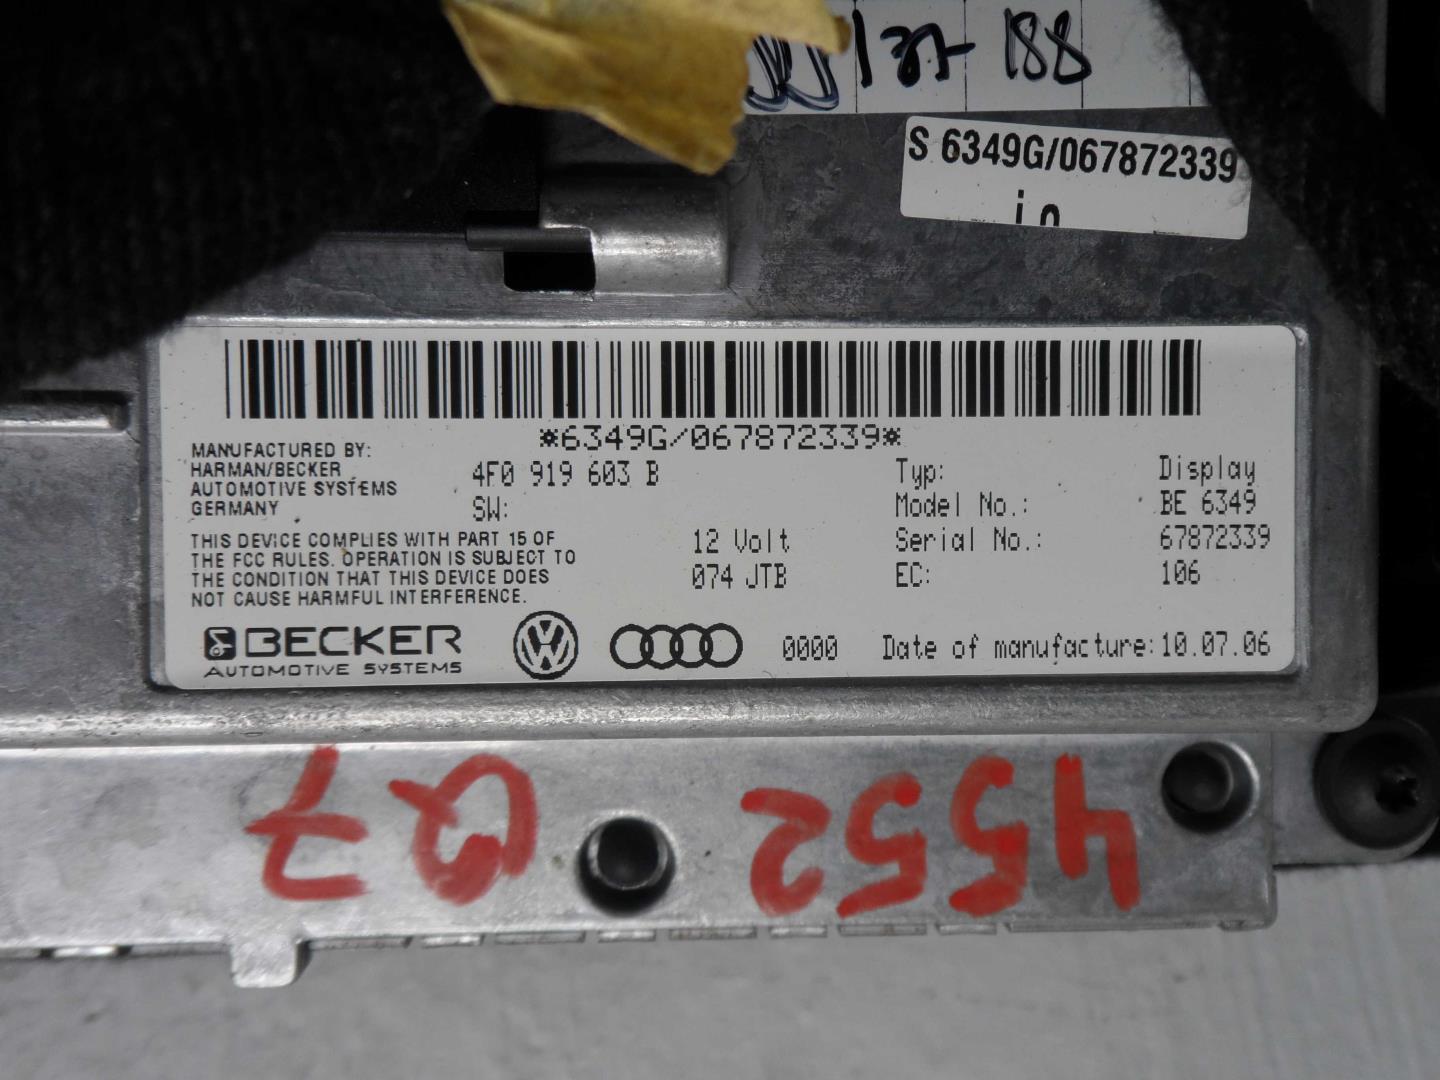 188
S 6349G/067872339
*6349G/067872339*
MANUFACTURED BY:
HARMAN/BECKER
AUTOMOTIVE SYSTEMS
GERMANY
4F0 919 603 B
SW:
Typ: Display
Model No.: BE 6349
Serial No.: 67872339
EC: 106
THIS DEVICE COMPLIES WITH PART 15 OF
THE FCC RULES. OPERATION IS SUBJECT TO
THE CONDITION THAT THIS DEVICE DOES
NOT CAUSE HARMFUL INTERFERENCE.
12 Volt
074 JTB
BECKER
AUTOMOTIVE SYSTEMS
0000
Date of manufacture: 10.07.06
4552 Q7